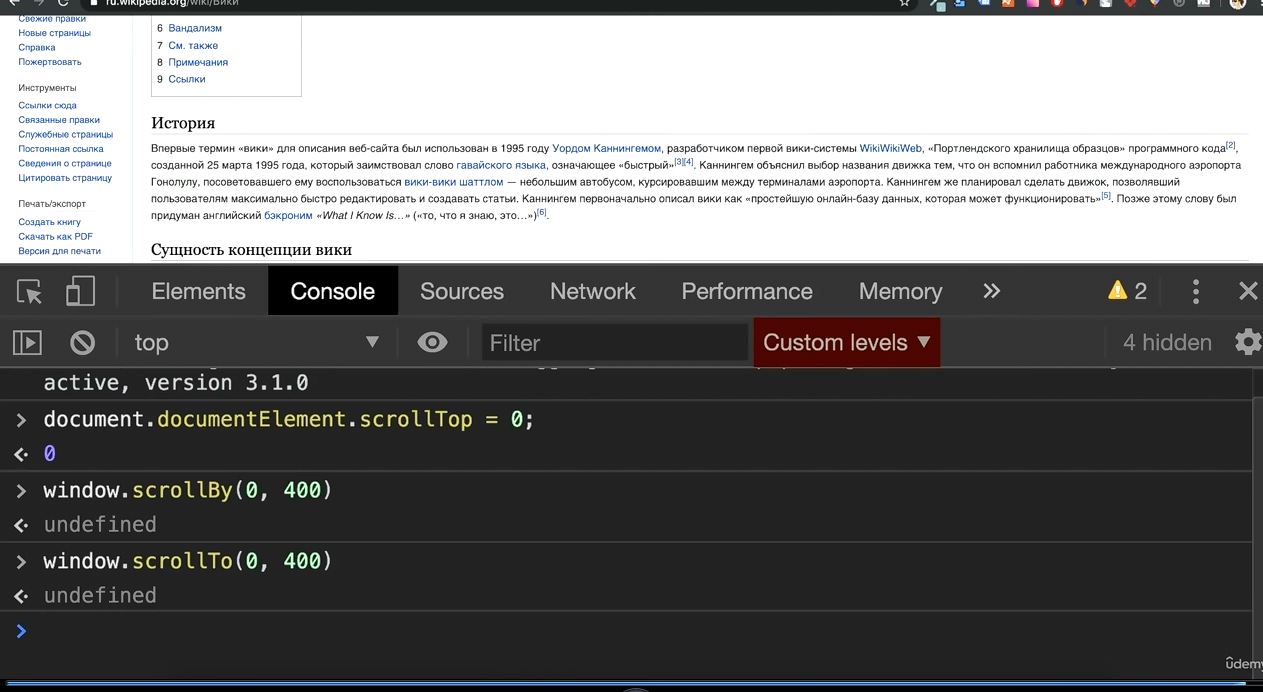 ru.wikipedia.org/wiki/Вики
Свежие правки
Новые страницы
Справка
Пожертвовать
Инструменты
Ссылки сюда
Связанные правки
Служебные страницы
Постоянная ссылка
Сведения о странице
Цитировать страницу
Печать/экспорт
Создать книгу
Скачать как PDF
Версия для печати
6 Вандализм
7 См. также
8 Примечания
9 Ссылки
История
Впервые термин «вики» для описания веб-сайта был использован в 1995 году Уордом Каннингемом, разработчиком первой вики-системы WikiWikiWeb, «Портлендского хранилища образцов» программного кода[2],
созданной 25 марта 1995 года, который заимствовал слово гавайского языка, означающее «быстрый»[3][4]. Каннингем объяснил выбор названия движка тем, что он вспомнил работника международного аэропорта
Гонолулу, посоветовавшего ему воспользоваться вики-вики шаттлом — небольшим автобусом, курсировавшим между терминалами аэропорта. Каннингем же планировал сделать движок, позволявший
пользователям максимально быстро редактировать и создавать статьи. Каннингем первоначально описал вики как «простейшую онлайн-базу данных, которая может функционировать»[5]. Позже этому слову был
придуман английский бэкроним «What I Know Is…» («то, что я знаю, это…»)[6].
Сущность концепции вики
Elements Console Sources Network Performance Memory » 2
top Filter Custom levels ▼ 4 hidden
active, version 3.1.0
> document.documentElement.scrollTop = 0;
0
> window.scrollBy(0, 400)
undefined
> window.scrollTo(0, 400)
undefined
>
ûdemy